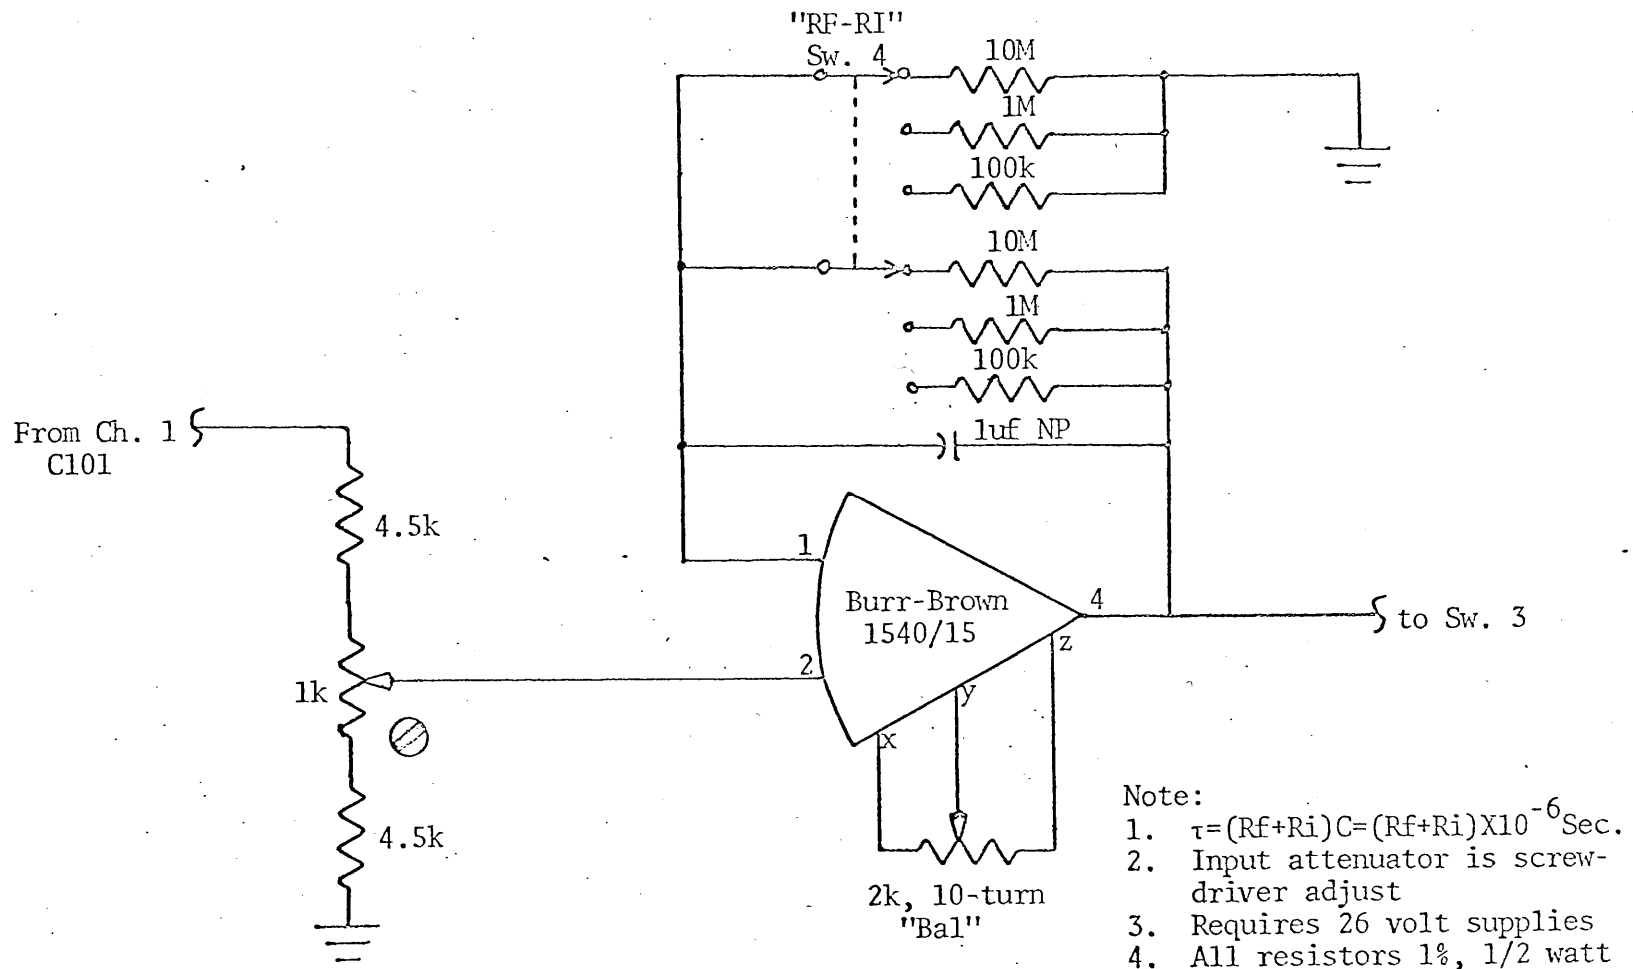 "RF-RI"
Sw. 4
10M
1M
100k
10M
1M
100k
1uf NP
From Ch. 1
C101
4.5k
1k
4.5k
1
2
Burr-Brown
1540/15
4
z
y
x
to Sw. 3
2k, 10-turn
"Bal"
Note:
1. τ=(Rf+Ri)C=(Rf+Ri)X10-6Sec.
2. Input attenuator is screw-
driver adjust
3. Requires 26 volt supplies
4. All resistors 1%, 1/2 watt